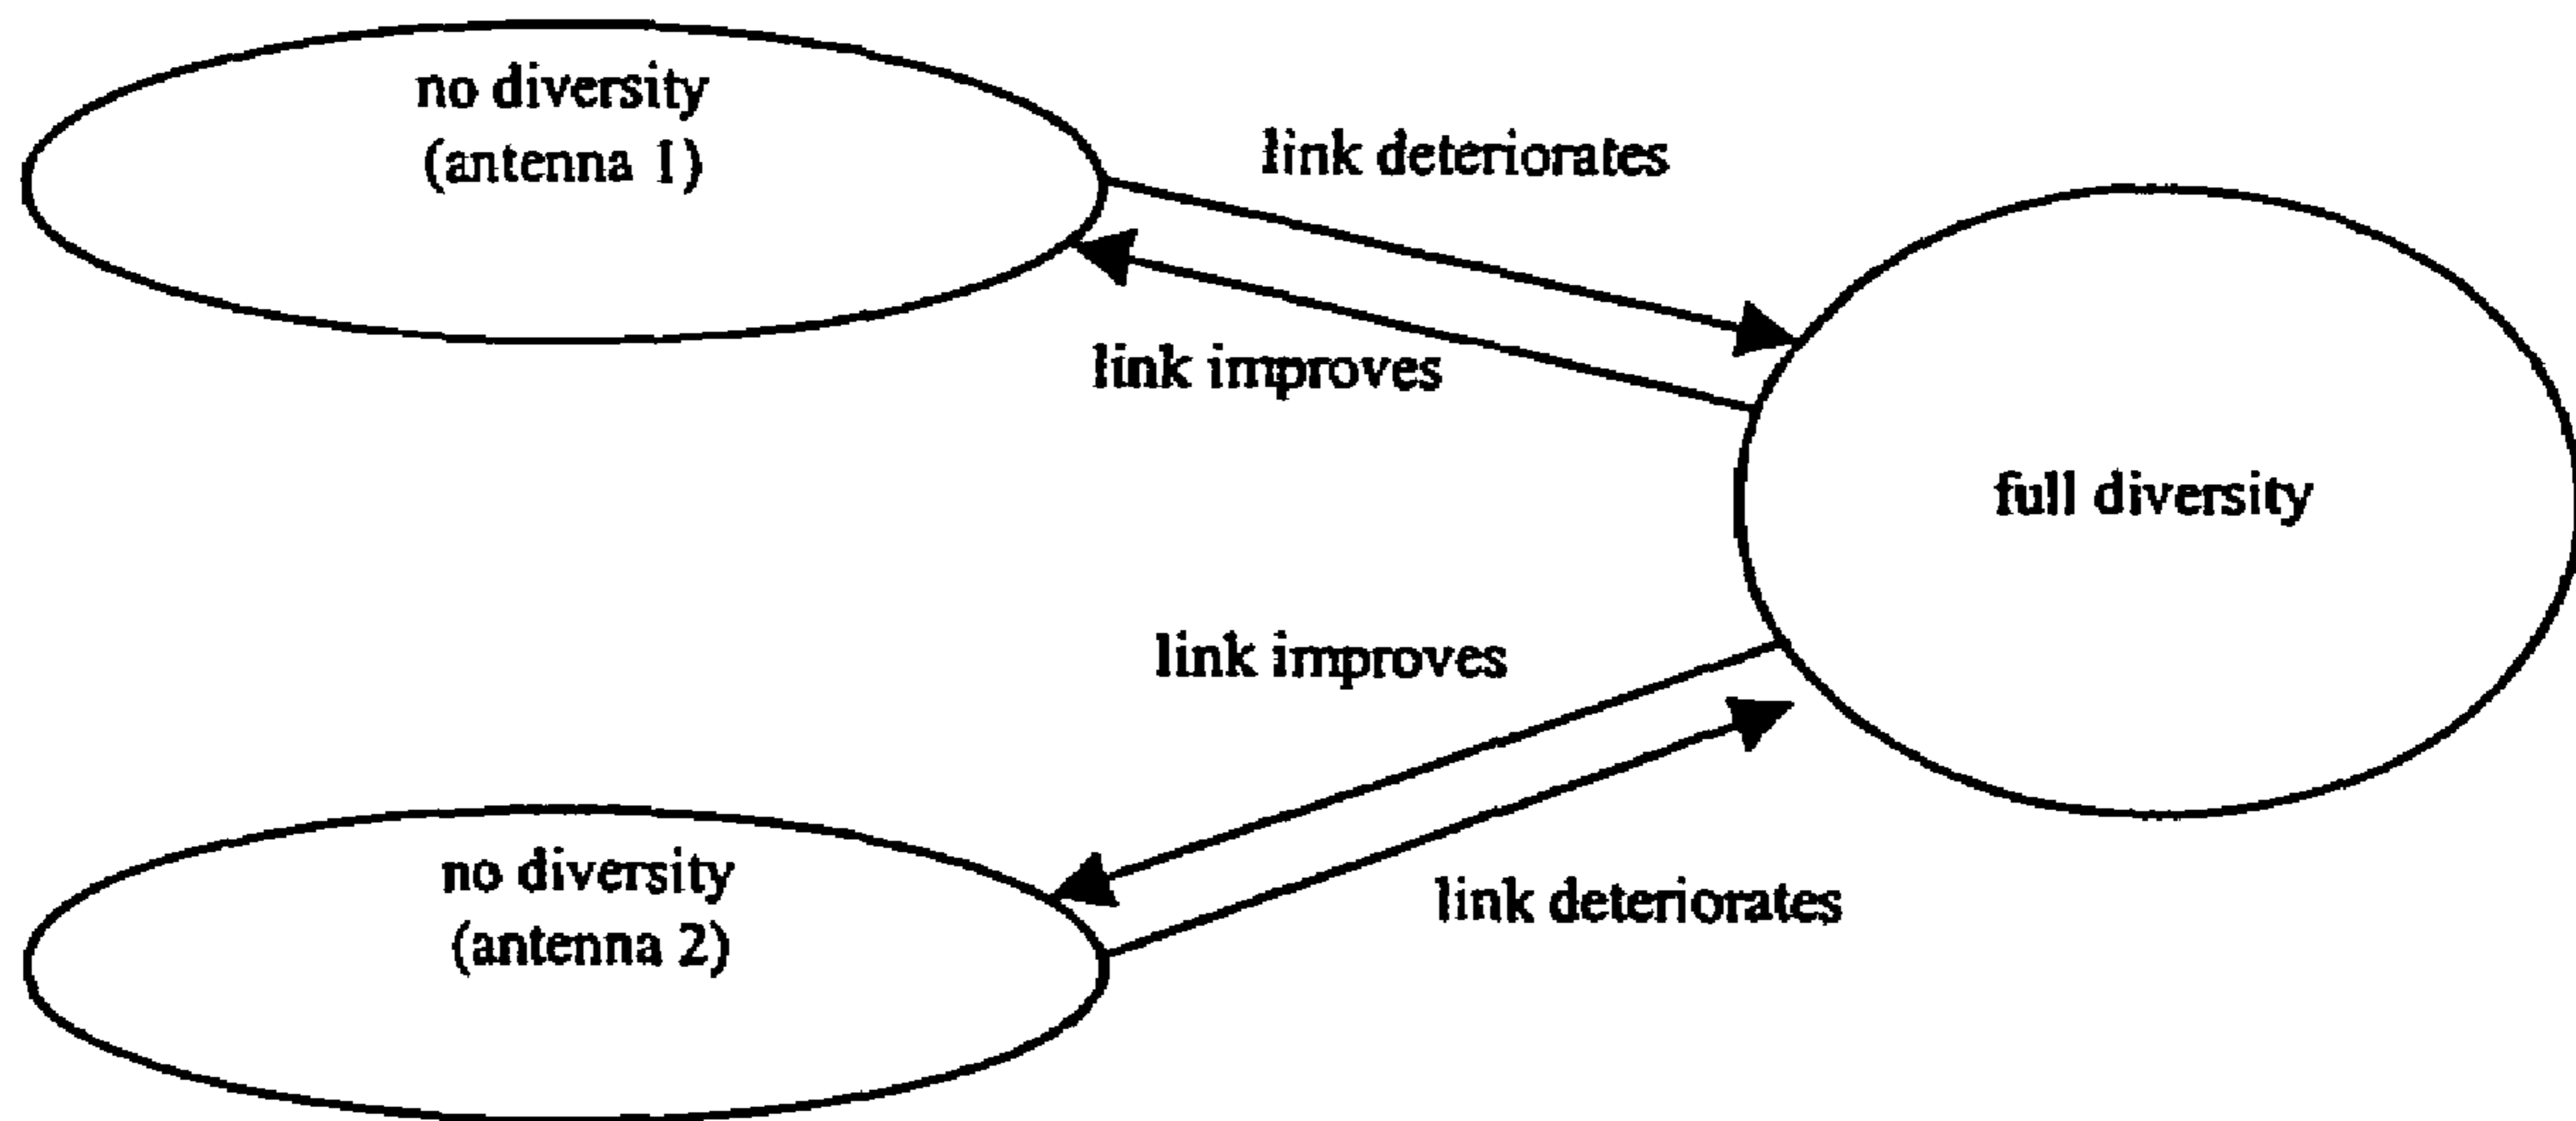 no diversity
(antenna 1)
link deteriorates
link improves
full diversity
link improves
link deteriorates
no diversity
(antenna 2)